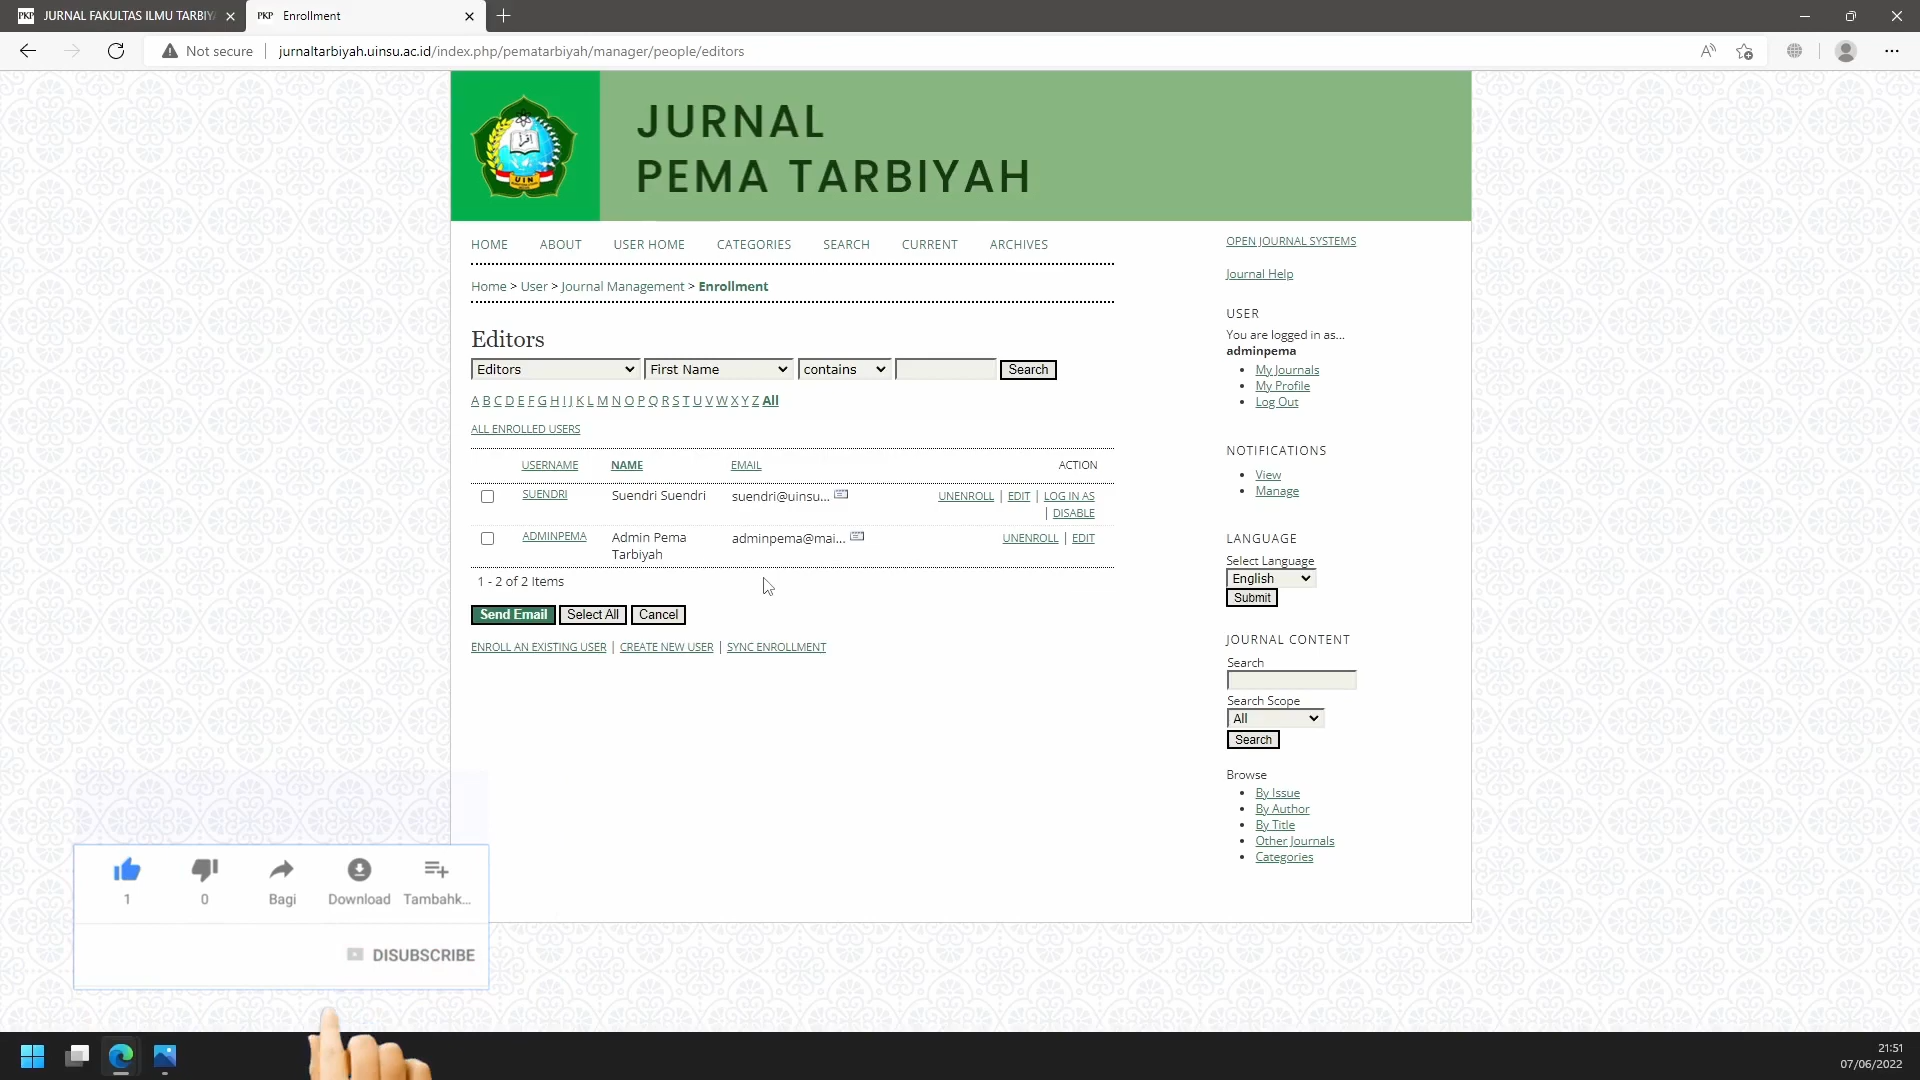 JURNAL FAKULTAS ILMU TARBIY
PKP Enrollment
Not secure jurnaltarbiyah.uinsu.ac.id/index.php/pematarbiyah/manager/people/editors
UIN
JURNAL
PEMA TARBIYAH
HOME ABOUT USER HOME CATEGORIES SEARCH CURRENT ARCHIVES
Home > User > Journal Management > Enrollment
Editors
Editors First Name contains Search
A B C D E F G H I J K L M N O P Q R S T U V W X Y Z All
ALL ENROLLED USERS
USERNAME NAME EMAIL ACTION
SUENDRI Suendri Suendri suendri@uinsu... UNENROLL | EDIT | LOG IN AS
| DISABLE
ADMINPEMA Admin Pema adminpema@mai... UNENROLL | EDIT
Tarbiyah
1 - 2 of 2 Items
Send Email Select All Cancel
ENROLL AN EXISTING USER | CREATE NEW USER | SYNC ENROLLMENT
OPEN JOURNAL SYSTEMS
Journal Help
USER
You are logged in as...
adminpema
My Journals
My Profile
Log Out
NOTIFICATIONS
View
Manage
LANGUAGE
Select Language
English
Submit
JOURNAL CONTENT
Search
Search Scope
All
Search
Browse
By Issue
By Author
By Title
Other Journals
Categories
1 0 Bagi Download Tambahk...
DISUBSCRIBE
21:51
07/06/2022